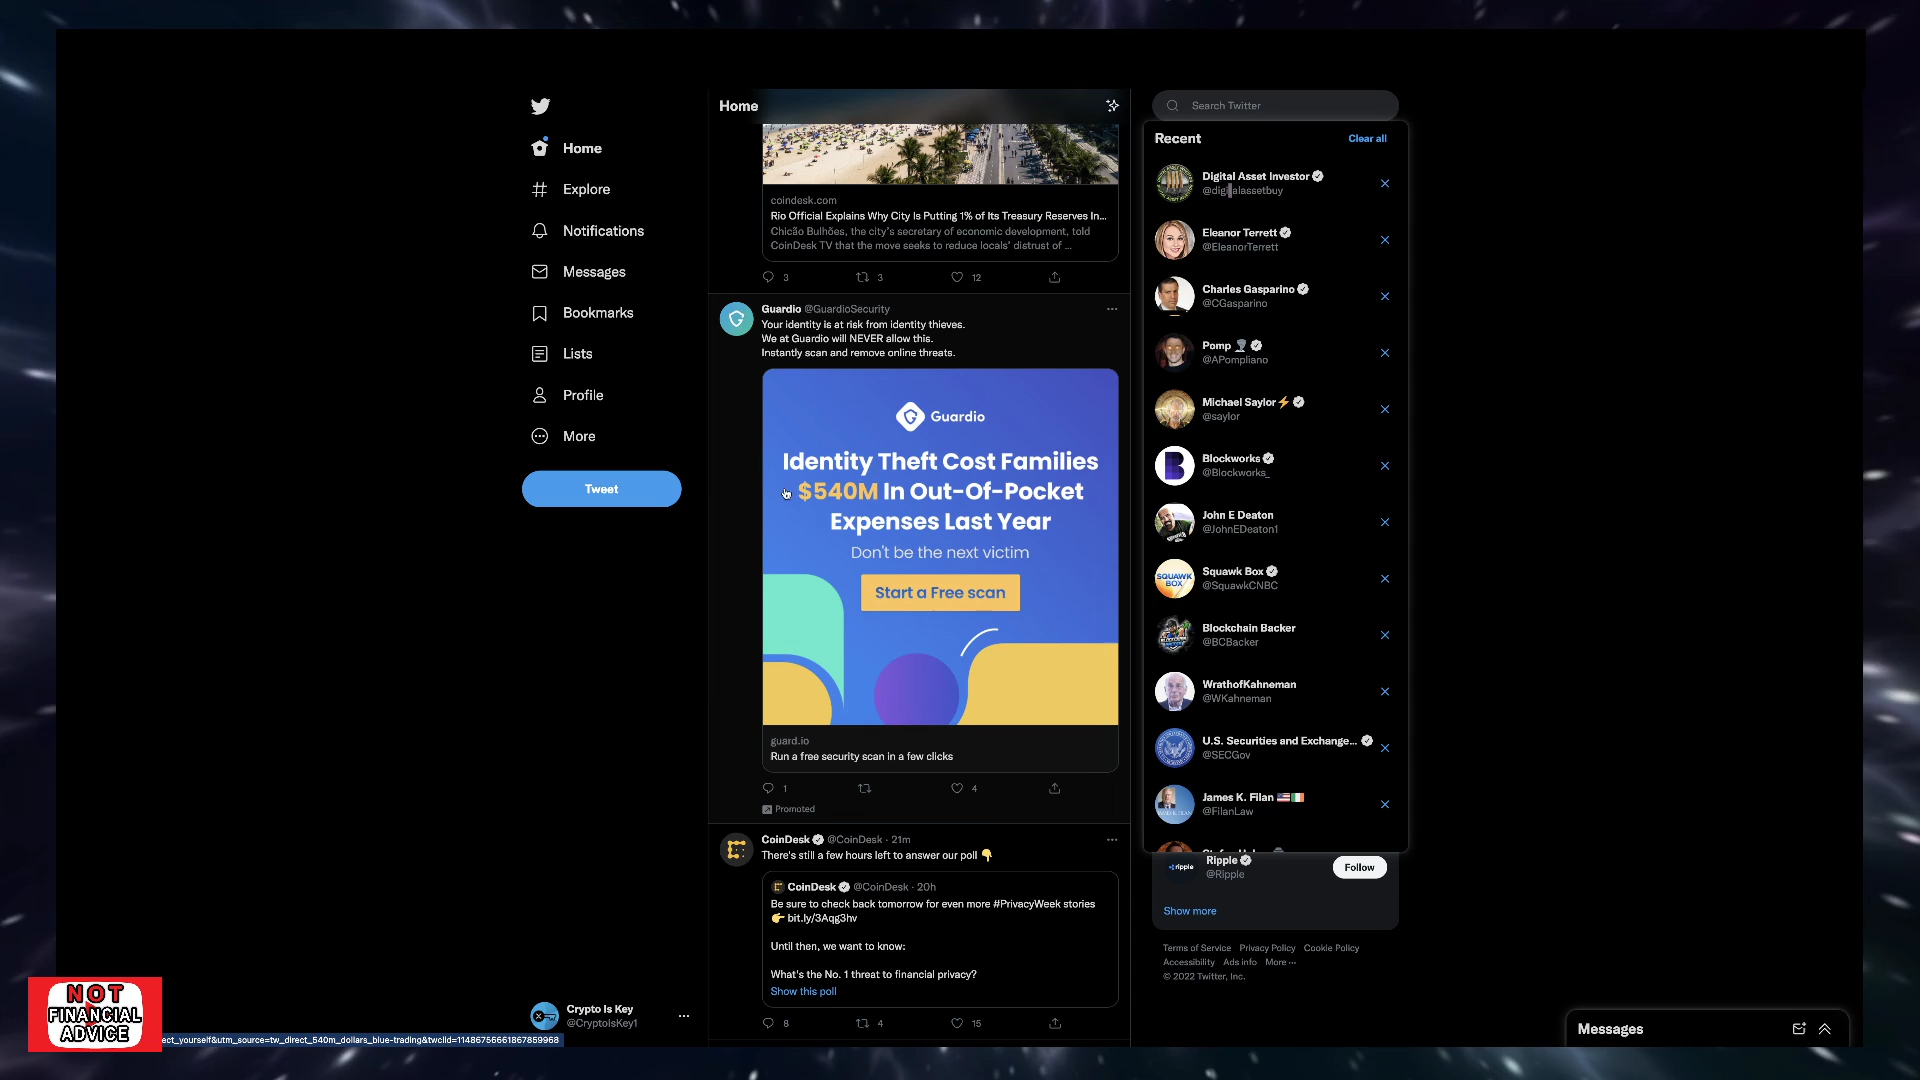 Home
Explore
Notifications
Messages
Bookmarks
Lists
Profile
More
Tweet
Crypto Is Key
@CryptoIsKey1
NOT
FINANCIAL
ADVICE
ect_yourself&utm_source=tw_direct_540m_dollars_blue-trading&twclid=11486756661867859968
Home
coindesk.com
Rio Official Explains Why City Is Putting 1% of Its Treasury Reserves In...
Chicão Bulhões, the city's secretary of economic development, told
CoinDesk TV that the move seeks to reduce locals' distrust of ...
3 3 12
Guardio @GuardioSecurity
Your identity is at risk from identity thieves.
We at Guardio will NEVER allow this.
Instantly scan and remove online threats.
Guardio
Identity Theft Cost Families
$540M In Out-Of-Pocket
Expenses Last Year
Don't be the next victim
Start a Free scan
guard.io
Run a free security scan in a few clicks
1 4
Promoted
CoinDesk @CoinDesk · 21m
There's still a few hours left to answer our poll 👇
CoinDesk @CoinDesk · 20h
Be sure to check back tomorrow for even more #PrivacyWeek stories
👉 bit.ly/3Aqg3hv
Until then, we want to know:
What's the No. 1 threat to financial privacy?
Show this poll
8 4 15
Search Twitter
Recent Clear all
Digital Asset Investor
@digitalassetbuy
Eleanor Terrett
@EleanorTerrett
Charles Gasparino
@CGasparino
Pomp
@APompliano
Michael Saylor⚡
@saylor
Blockworks
@Blockworks_
John E Deaton
@JohnEDeaton1
SQUAWK
BOX
Squawk Box
@SquawkCNBC
Blockchain Backer
@BCBacker
WrathofKahneman
@WKahneman
U.S. Securities and Exchange...
@SECGov
James K. Filan 🇺🇸🇮🇪
@FilanLaw
ripple
Ripple
@Ripple
Follow
Show more
Terms of Service Privacy Policy Cookie Policy
Accessibility Ads info More ···
© 2022 Twitter, Inc.
Messages